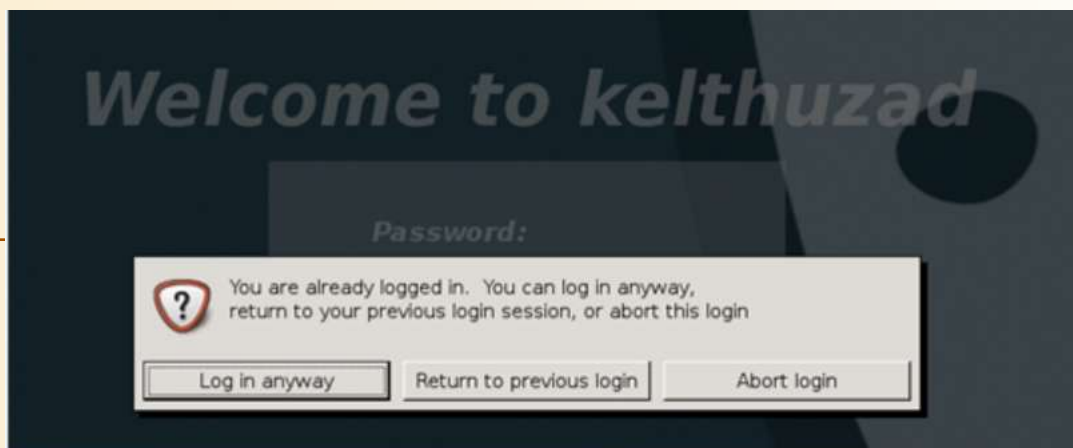 Welcome to kelthuzad
Password:
You are already logged in. You can log in anyway,
return to your previous login session, or abort this login
Log in anyway
Return to previous login
Abort login